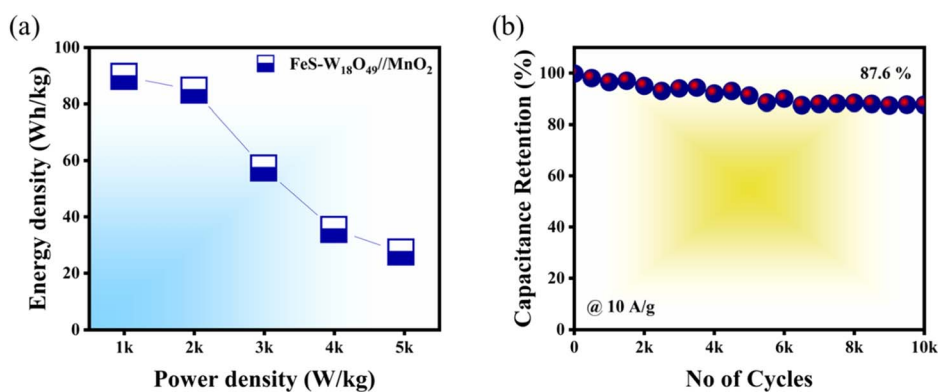 (a)
Energy density (Wh/kg)
100
80
60
40
20
0
FeS-W₁₈O₄₉//MnO₂
1k 2k 3k 4k 5k
Power density (W/kg)
(b)
Capacitance Retention (%)
100
80
60
40
20
0
87.6 %
@ 10 A/g
0 2k 4k 6k 8k 10k
No of Cycles